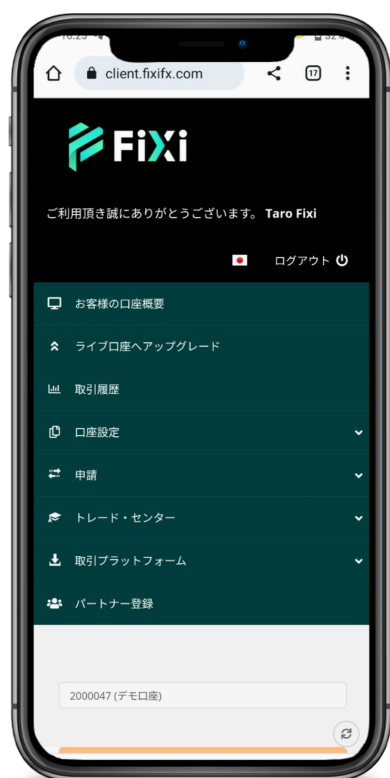 client.fixifx.com
17
FiXi
ご利用頂き誠にありがとうございます。 Taro Fixi
ログアウト
お客様の口座概要
ライブ口座へアップグレード
取引履歴
口座設定
申請
トレード・センター
取引プラットフォーム
パートナー登録
2000047 (デモ口座)